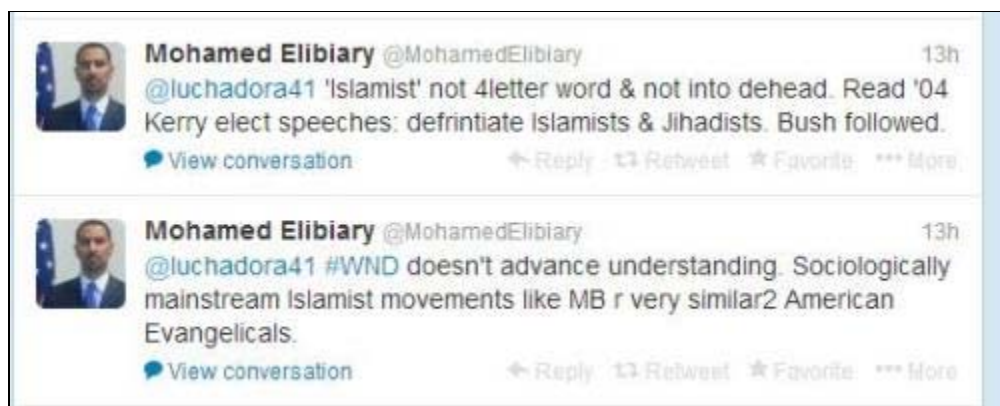 Mohamed Elibiary @MohamedElibiary 13h
@luchadora41 'Islamist' not 4letter word & not into dehead. Read '04
Kerry elect speeches: defrintiate Islamists & Jihadists. Bush followed.
View conversation Reply Retweet Favorite More
Mohamed Elibiary @MohamedElibiary 13h
@luchadora41 #WND doesn't advance understanding. Sociologically
mainstream Islamist movements like MB r very similar2 American
Evangelicals.
View conversation Reply Retweet Favorite More